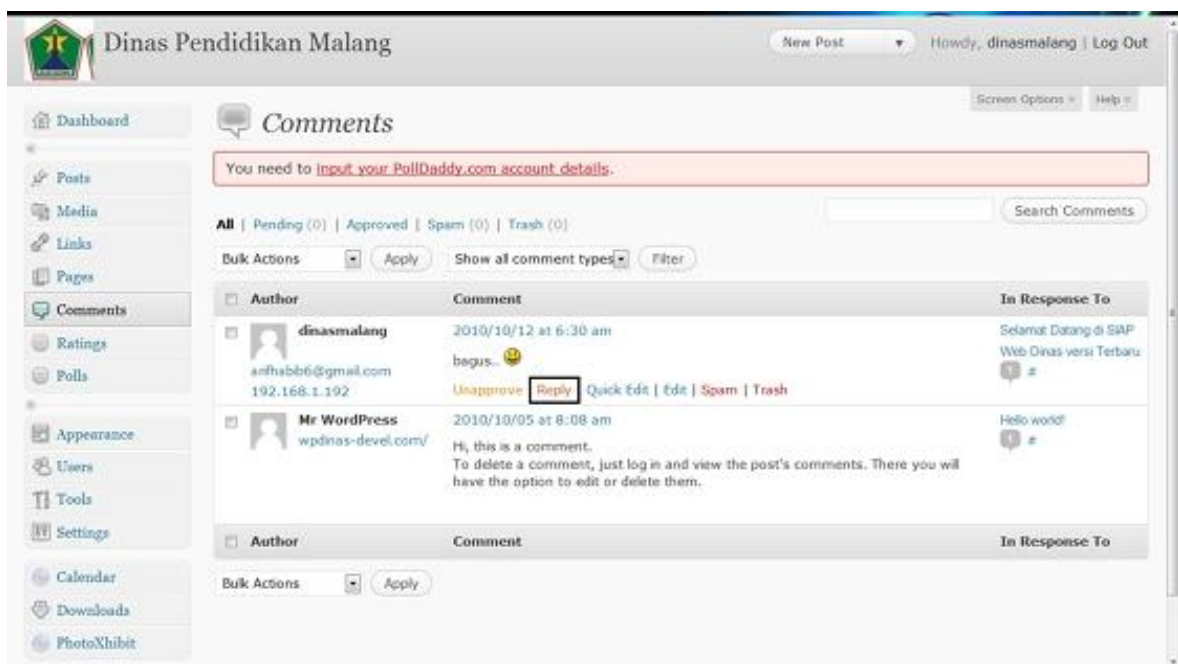 Dinas Pendidikan Malang
New Post
Howdy, dinasmalang | Log Out
Screen Options
Help
Dashboard
Posts
Media
Links
Pages
Comments
Ratings
Polls
Appearance
Users
Tools
Settings
Calendar
Downloads
PhotoXhibit
Comments
You need to input your PollDaddy.com account details.
Search Comments
All | Pending (0) | Approved | Spam (0) | Trash (0)
Bulk Actions
Apply
Show all comment types
Filter
Author Comment In Response To
dinasmalang
arifhabib6@gmail.com
192.168.1.192
2010/10/12 at 6:30 am
bagus..
Unapprove | Reply | Quick Edit | Edit | Spam | Trash
Selamat Datang di SIAP
Web Dinas versi Terbaru
1 #
Mr WordPress
wpdinas-devel.com/
2010/10/05 at 8:08 am
Hi, this is a comment.
To delete a comment, just log in and view the post's comments. There you will
have the option to edit or delete them.
Hello world!
1 #
Author Comment In Response To
Bulk Actions
Apply